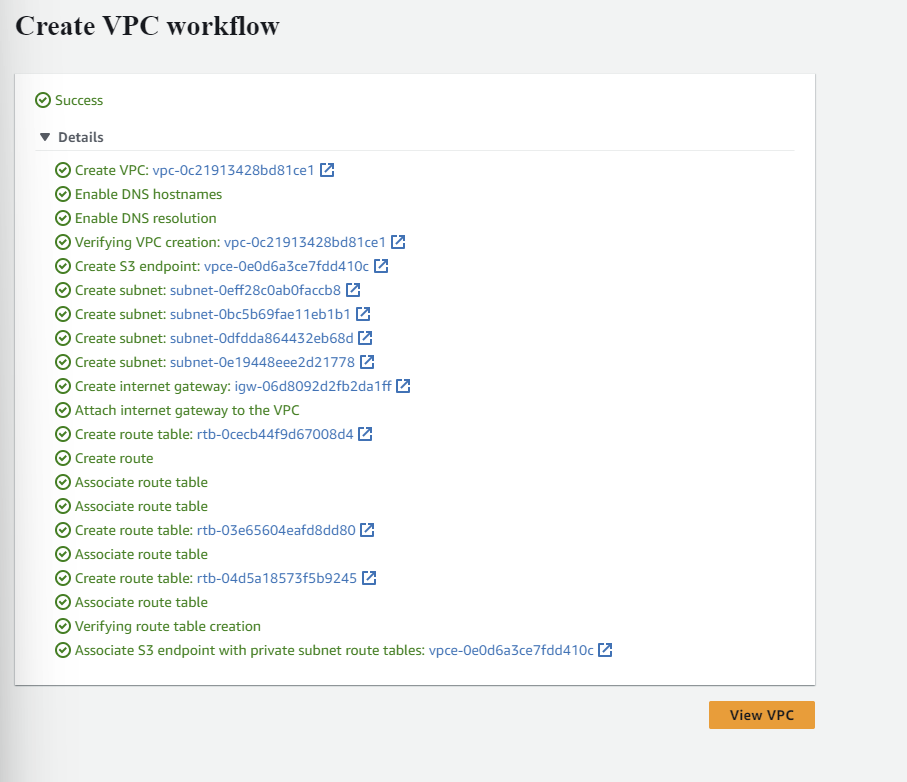 Create VPC workflow
Success
Details
Create VPC: vpc-0c21913428bd81ce1
Enable DNS hostnames
Enable DNS resolution
Verifying VPC creation: vpc-0c21913428bd81ce1
Create S3 endpoint: vpce-0e0d6a3ce7fdd410c
Create subnet: subnet-0eff28c0ab0faccb8
Create subnet: subnet-0bc5b69fae11eb1b1
Create subnet: subnet-0dfdda864432eb68d
Create subnet: subnet-0e19448eee2d21778
Create internet gateway: igw-06d8092d2fb2da1ff
Attach internet gateway to the VPC
Create route table: rtb-0cecb44f9d67008d4
Create route
Associate route table
Associate route table
Create route table: rtb-03e65604eafd8dd80
Associate route table
Create route table: rtb-04d5a18573f5b9245
Associate route table
Verifying route table creation
Associate S3 endpoint with private subnet route tables: vpce-0e0d6a3ce7fdd410c
View VPC